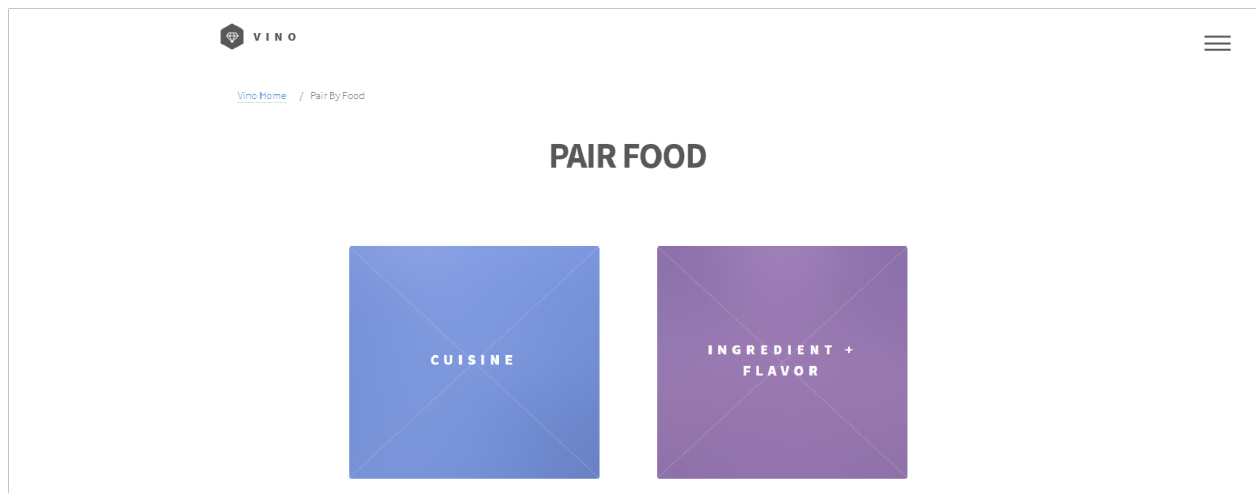 VINO
Vino Home / Pair By Food
PAIR FOOD
CUISINE
INGREDIENT +
FLAVOR